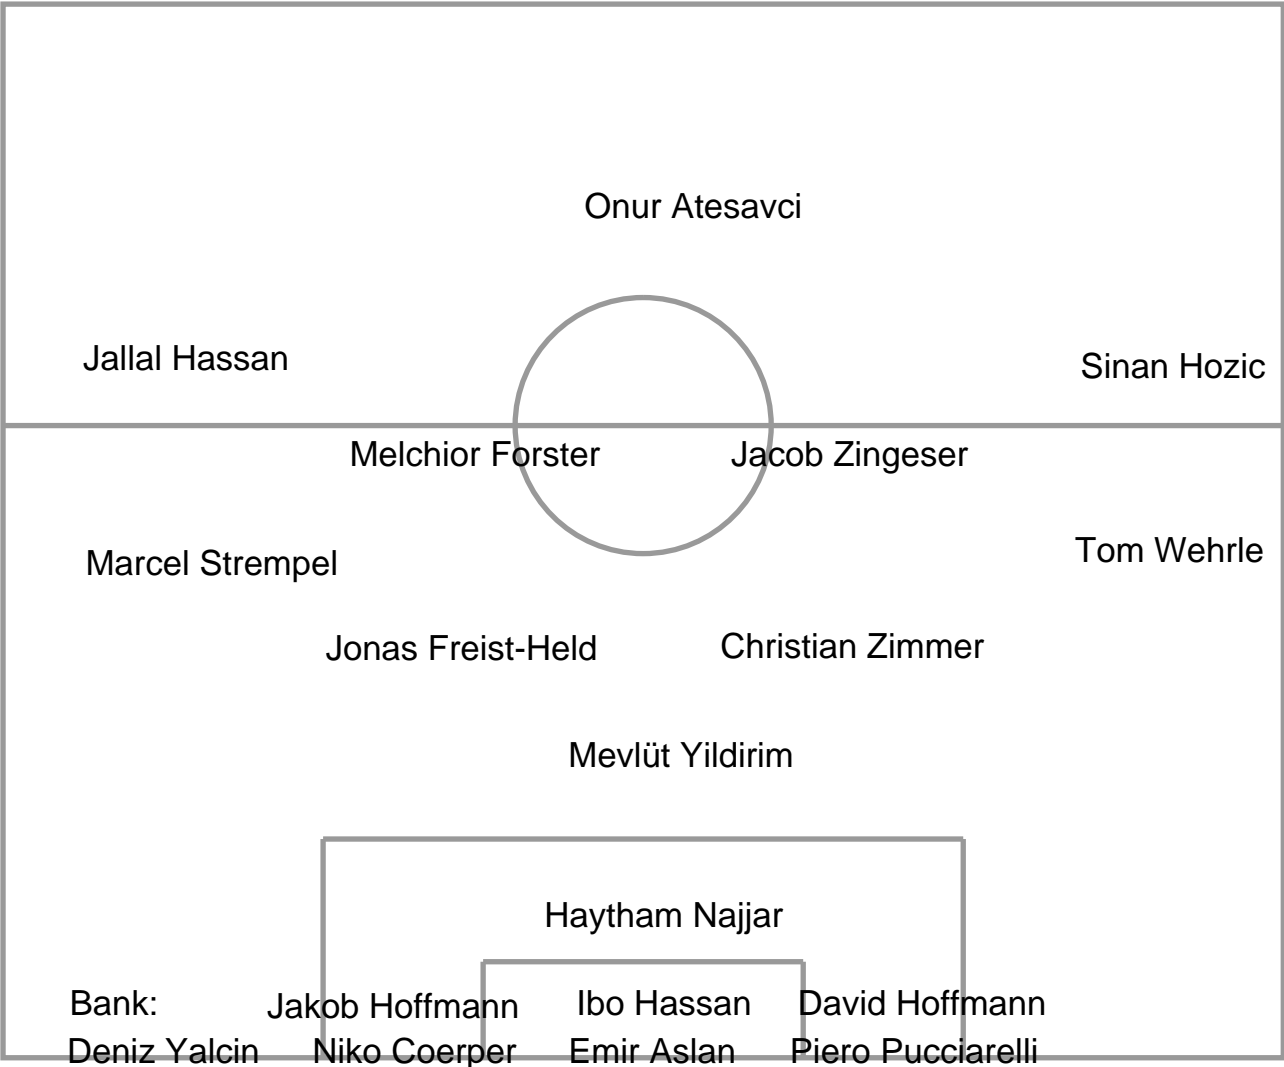 Onur Atesavci
Jallal Hassan
Sinan Hozic
Melchior Forster
Jacob Zingeser
Marcel Strempel
Tom Wehrle
Jonas Freist-Held
Christian Zimmer
Mevlüt Yildirim
Haytham Najjar
Bank: Jakob Hoffmann Ibo Hassan David Hoffmann
Deniz Yalcin Niko Coerper Emir Aslan Piero Pucciarelli